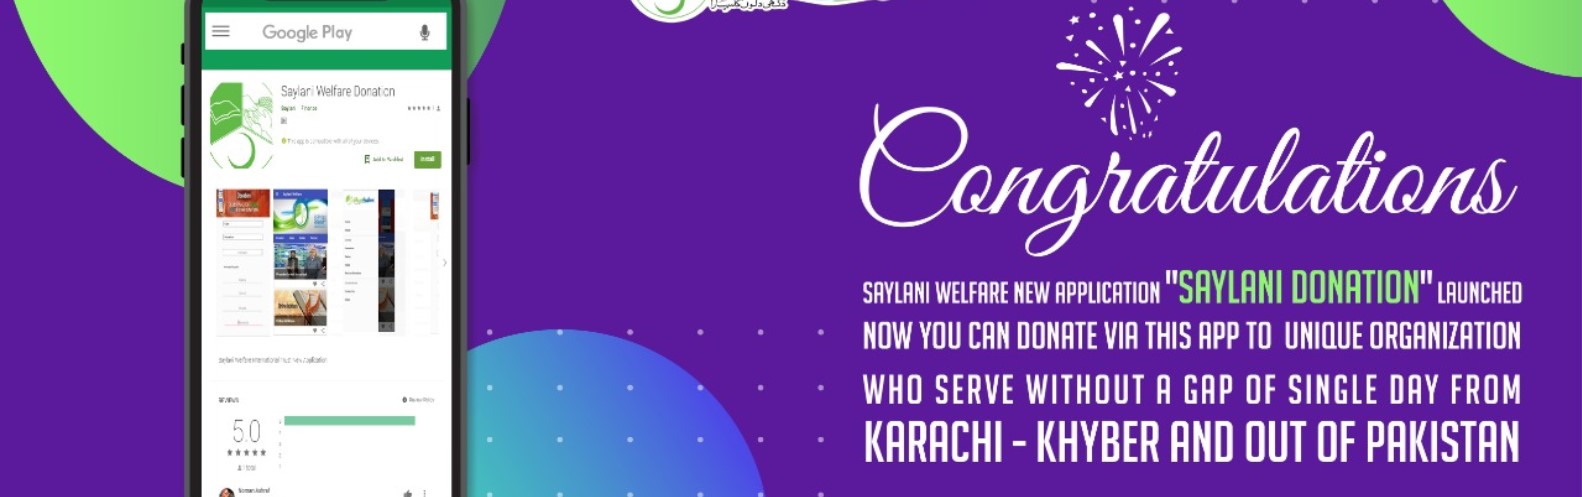 Google Play
Saylani Welfare Donation
Install
REVIEWS
5.0
Congratulations
SAYLANI WELFARE NEW APPLICATION "SAYLANI DONATION" LAUNCHED
NOW YOU CAN DONATE VIA THIS APP TO UNIQUE ORGANIZATION
WHO SERVE WITHOUT A GAP OF SINGLE DAY FROM
KARACHI - KHYBER AND OUT OF PAKISTAN